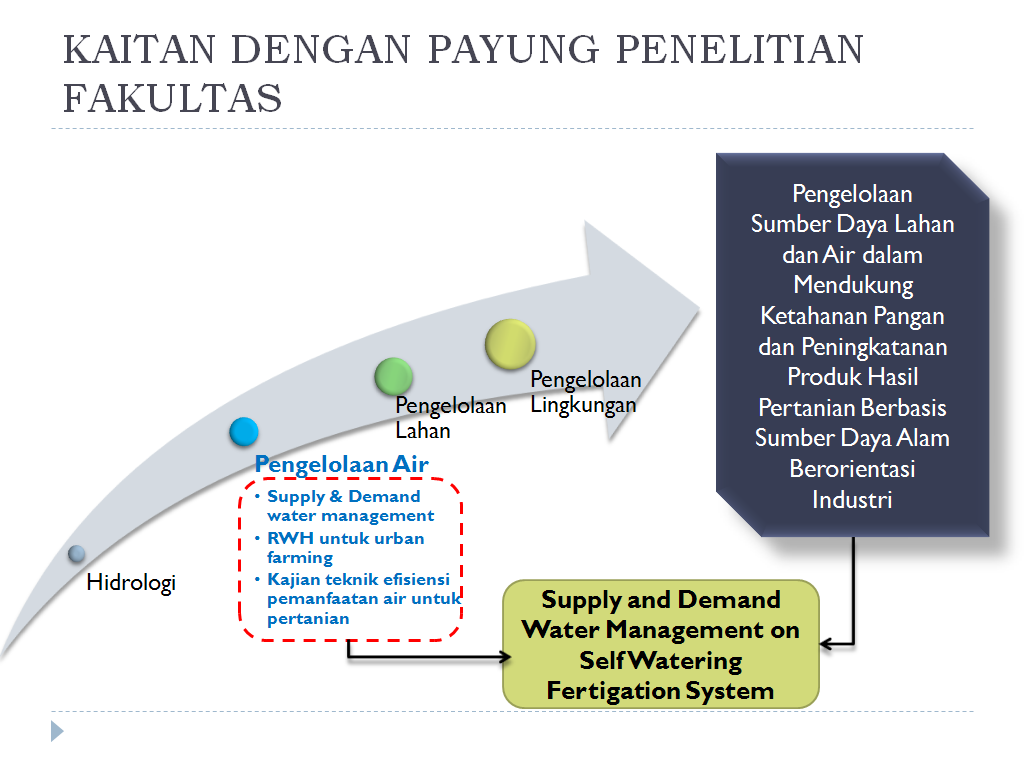 KAITAN DENGAN PAYUNG PENELITIAN
FAKULTAS
Pengelolaan
Sumber Daya Lahan
dan Air dalam
Mendukung
Ketahanan Pangan
dan Peningkatanan
Produk Hasil
Pertanian Berbasis
Sumber Daya Alam
Berorientasi
Industri
Pengelolaan
Lingkungan
Pengelolaan
Lahan
Pengelolaan Air
• Supply & Demand
water management
• RWH untuk urban
farming
• Kajian teknik efisiensi
pemanfaatan air untuk
pertanian
Hidrologi
Supply and Demand
Water Management on
Self Watering
Fertigation System